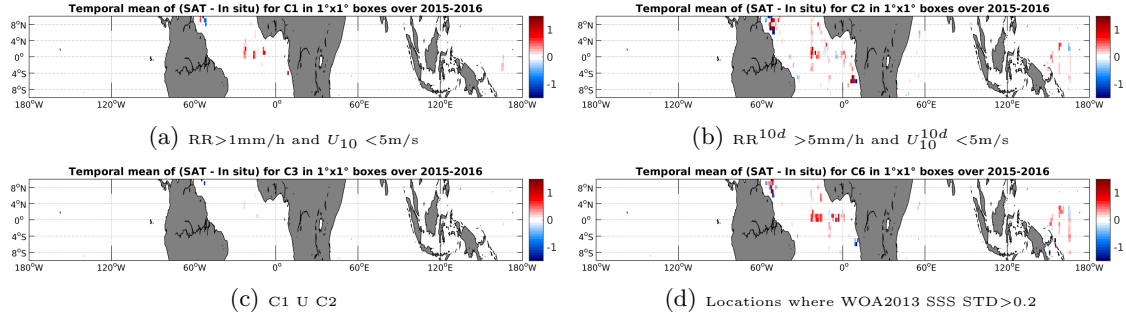 Temporal mean of (SAT - In situ) for C1 in 1°x1° boxes over 2015-2016
8°N
4°N
0°
4°S
8°S
180°W
120°W
60°W
0°
60°E
120°E
180°W
1
0
-1
(a) RR>1mm/h and U10 <5m/s
Temporal mean of (SAT - In situ) for C2 in 1°x1° boxes over 2015-2016
8°N
4°N
0°
4°S
8°S
180°W
120°W
60°W
0°
60°E
120°E
180°W
1
0
-1
(b) RR^10d >5mm/h and U10^10d <5m/s
Temporal mean of (SAT - In situ) for C3 in 1°x1° boxes over 2015-2016
8°N
4°N
0°
4°S
8°S
180°W
120°W
60°W
0°
60°E
120°E
180°W
1
0
-1
(c) C1 U C2
Temporal mean of (SAT - In situ) for C6 in 1°x1° boxes over 2015-2016
8°N
4°N
0°
4°S
8°S
180°W
120°W
60°W
0°
60°E
120°E
180°W
1
0
-1
(d) Locations where WOA2013 SSS STD>0.2